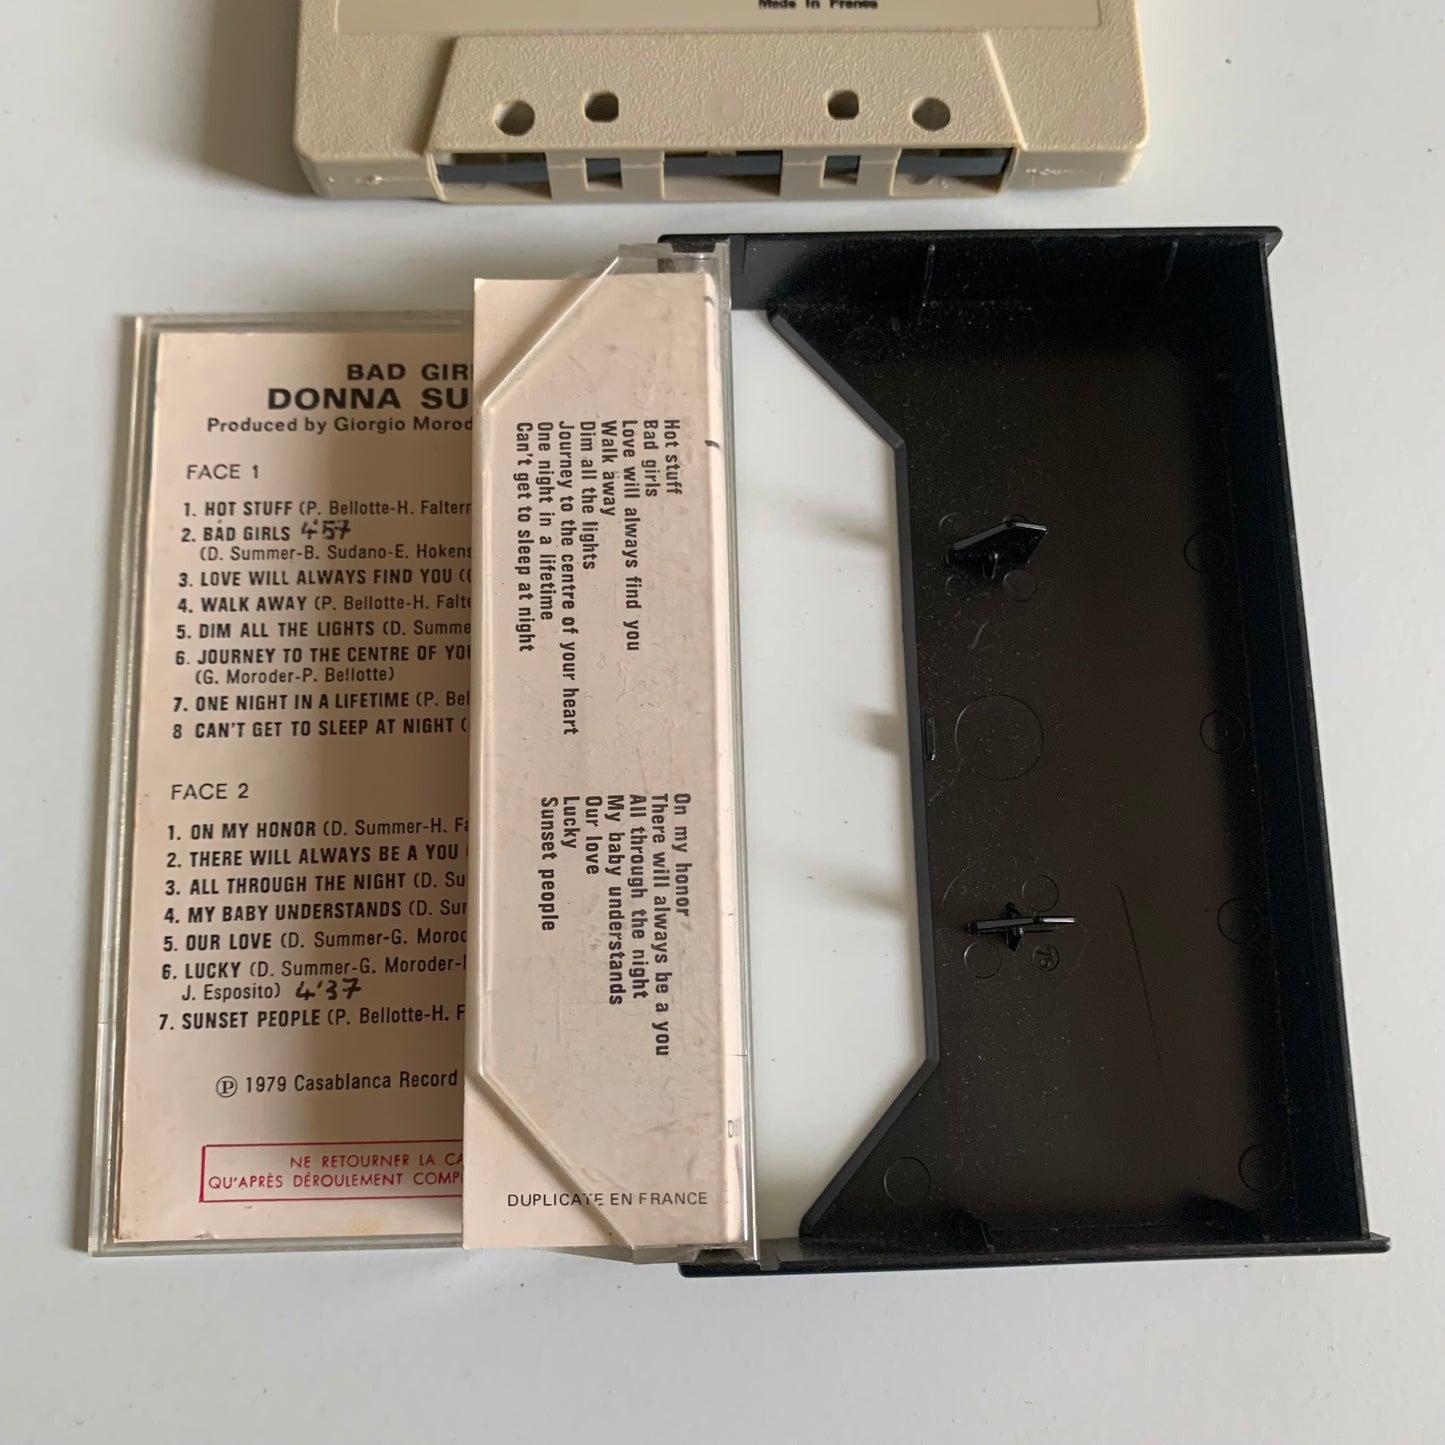 Made In France
BAD GIR
DONNA SU
Produced by Giorgio Morod
FACE 1
1. HOT STUFF (P. Bellotte-H. Falter
2. BAD GIRLS 4'57
(D. Summer-B. Sudano-E. Hokens
3. LOVE WILL ALWAYS FIND YOU (
4. WALK AWAY (P. Bellotte-H. Falte
5. DIM ALL THE LIGHTS (D. Summe
6. JOURNEY TO THE CENTRE OF YOU
(G. Moroder-P. Bellotte)
7. ONE NIGHT IN A LIFETIME (P. Bel
8 CAN'T GET TO SLEEP AT NIGHT (
FACE 2
1. ON MY HONOR (D. Summer-H. Fa
2. THERE WILL ALWAYS BE A YOU
3. ALL THROUGH THE NIGHT (D. Su
4. MY BABY UNDERSTANDS (D. Sum
5. OUR LOVE (D. Summer-G. Moroc
6. LUCKY (D. Summer-G. Moroder-
J. Esposito) 4'37
7. SUNSET PEOPLE (P. Bellotte-H. F
Ⓟ 1979 Casablanca Record
NE RETOURNER LA CA
QU'APRÈS DÉROULEMENT COMP
Hot stuff
Bad girls
Love will always find you
Walk away
Dim all the lights
Journey to the centre of your heart
One night in a lifetime
Can't get to sleep at night
On my honor
There will always be a you
All through the night
My baby understands
Our love
Lucky
Sunset people
DUPLICATE EN FRANCE